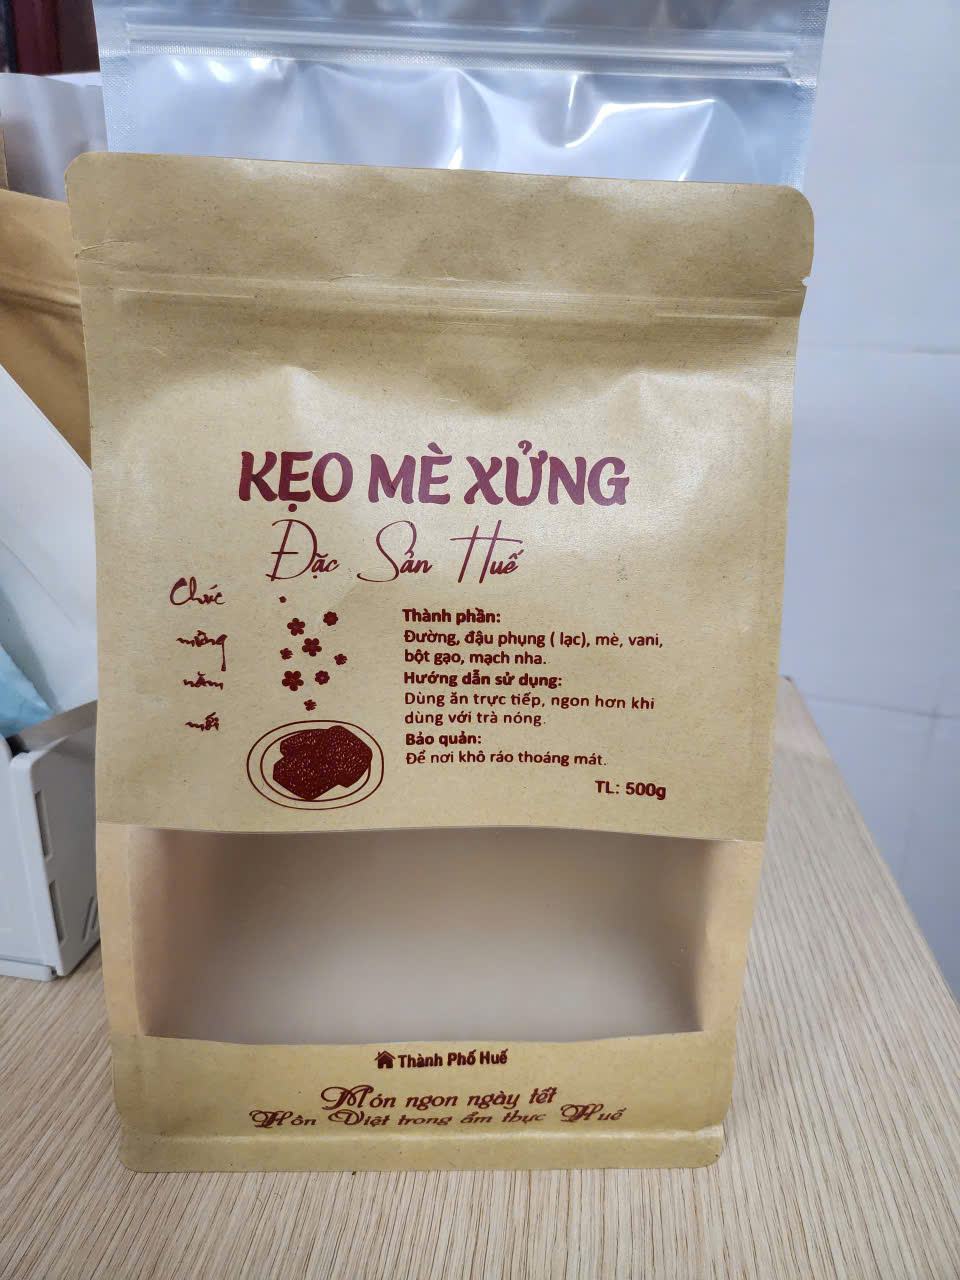 KẸO MÈ XỬNG
Đặc Sản Huế
Chúc
mừng
năm
mới
Thành phần:
Đường, đậu phụng ( lạc), mè, vani,
bột gạo, mạch nha.
Hướng dẫn sử dụng:
Dùng ăn trực tiếp, ngon hơn khi
dùng với trà nóng.
Bảo quản:
Để nơi khô ráo thoáng mát.
TL: 500g
Thành Phố Huế
Món ngon ngày tết
Hồn Việt trong ẩm thực Huế